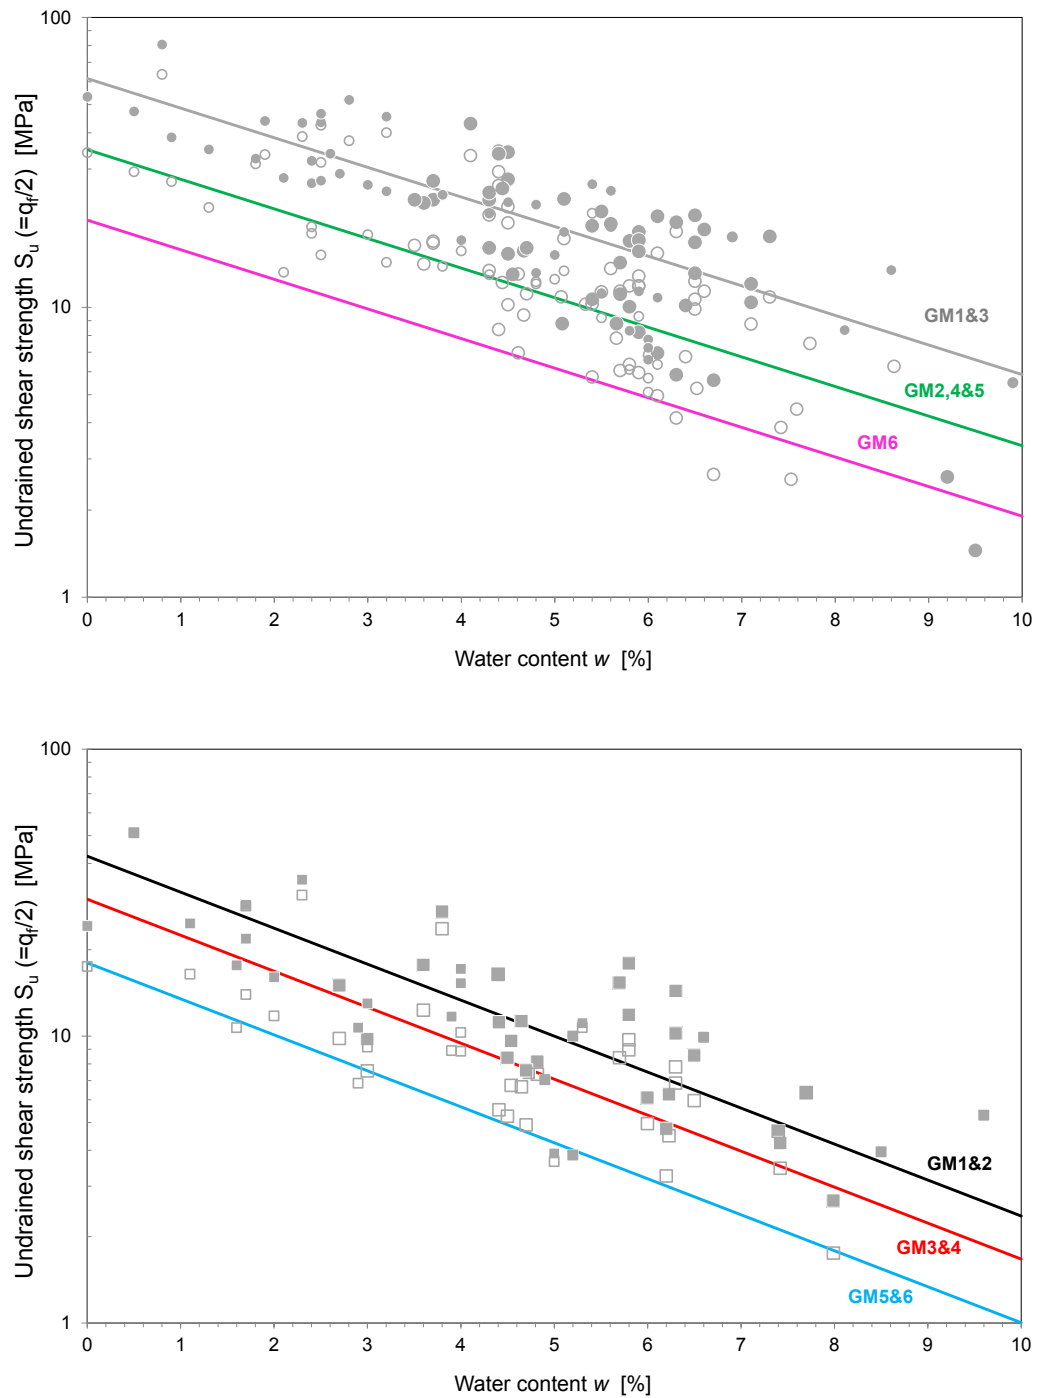 100
10
1
Undrained shear strength Su (=qf/2) [MPa]
GM1&3
GM2,4&5
GM6
0 1 2 3 4 5 6 7 8 9 10
Water content w [%]
100
10
1
Undrained shear strength Su (=qf/2) [MPa]
GM1&2
GM3&4
GM5&6
0 1 2 3 4 5 6 7 8 9 10
Water content w [%]